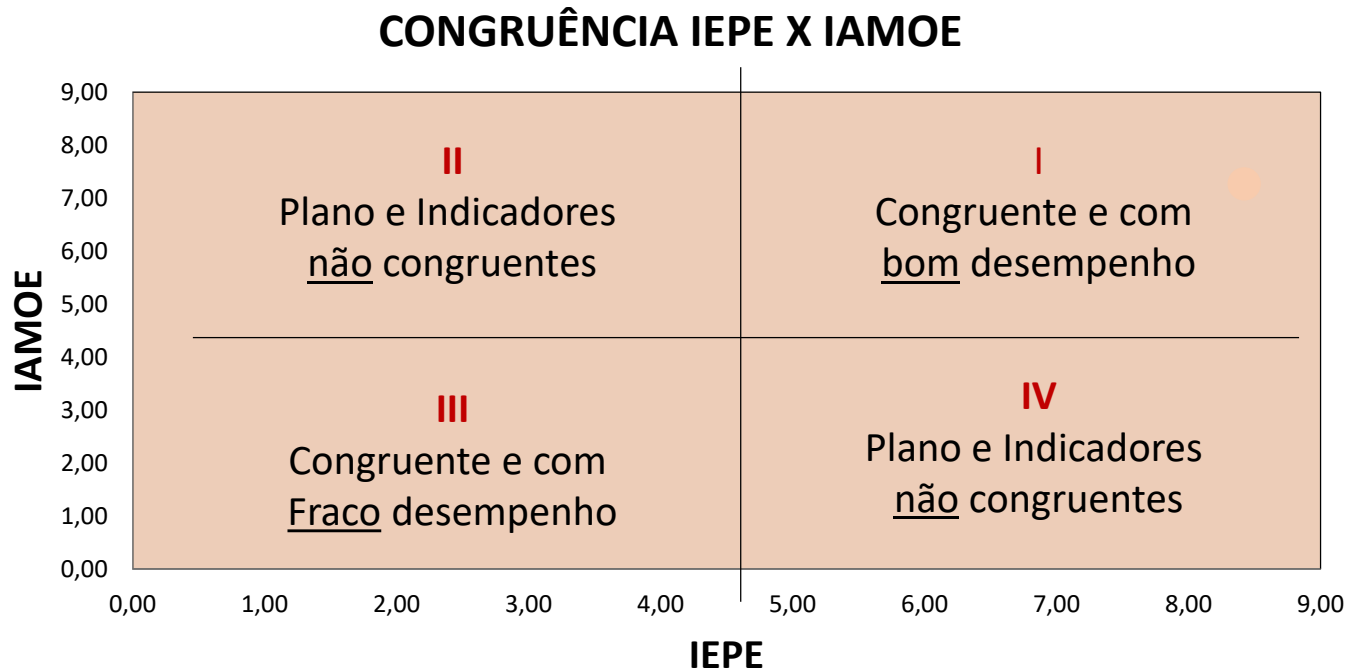 CONGRUÊNCIA IEPE X IAMOE
9,00
8,00
7,00
6,00
5,00
4,00
3,00
2,00
1,00
0,00
IAMOE
II
Plano e Indicadores
não congruentes
I
Congruente e com
bom desempenho
III
Congruente e com
Fraco desempenho
IV
Plano e Indicadores
não congruentes
0,00 1,00 2,00 3,00 4,00 5,00 6,00 7,00 8,00 9,00
IEPE